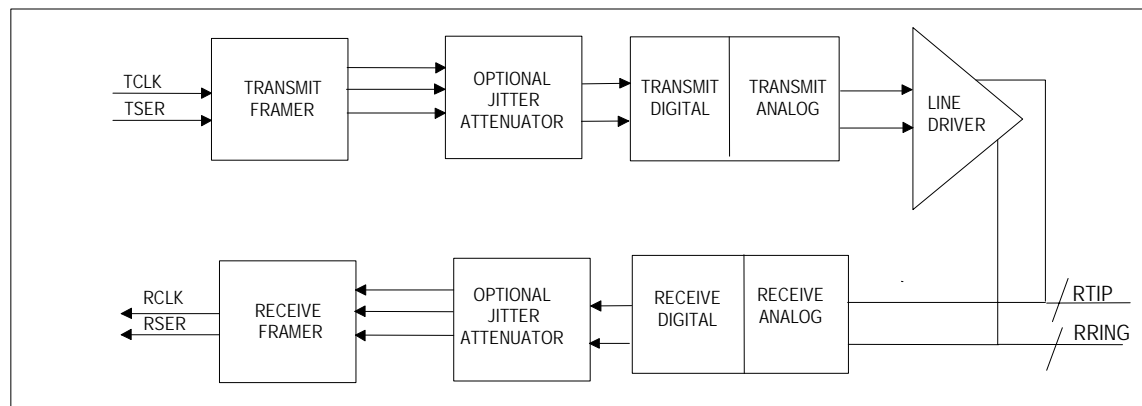 TCLK
TSER
TRANSMIT
FRAMER
OPTIONAL
JITTER
ATTENUATOR
TRANSMIT
DIGITAL
TRANSMIT
ANALOG
LINE
DRIVER
RCLK
RSER
RECEIVE
FRAMER
OPTIONAL
JITTER
ATTENUATOR
RECEIVE
DIGITAL
RECEIVE
ANALOG
RTIP
RRING